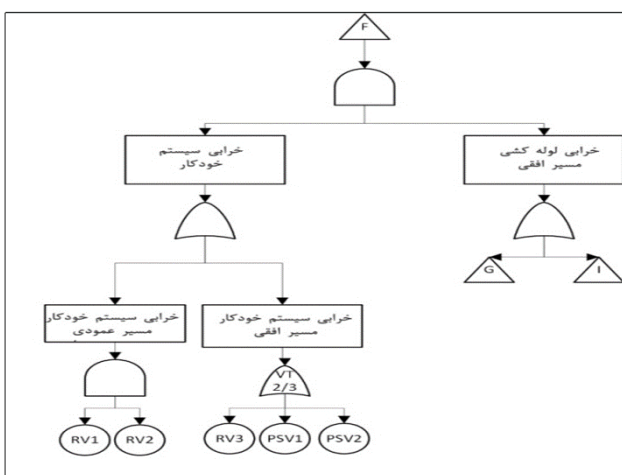 F
خرابی سیستم
خودکار
خرابی لوله کشی
مسیر افقی
G
I
خرابی سیستم خودکار
مسیر عمودی
خرابی سیستم خودکار
مسیر افقی
VT
2/3
RV1
RV2
RV3
PSV1
PSV2